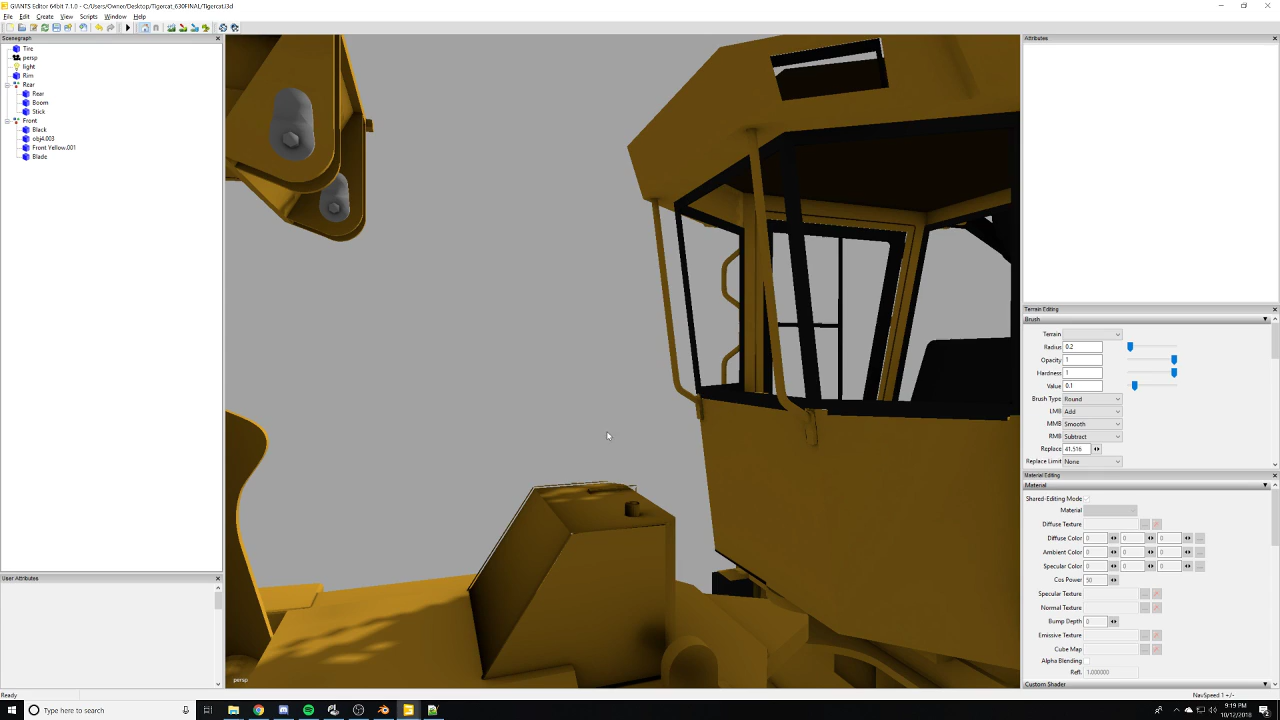 GIANTS Editor 64bit 7.1.0 - C:/Users/Owner/Desktop/Tigercat_630FINAL/Tigercat.i3d
File Edit Create View Scripts Window Help
Scenegraph
Tire
persp
light
Rim
Rear
Rear
Boom
Stick
Front
Black
obj4.003
Front Yellow.001
Blade
User Attributes
Ready
persp
Attributes
Terrain Editing
Brush
Terrain
Radius 0.2
Opacity 1
Hardness 1
Value 0.1
Brush Type Round
LMB Add
MMB Smooth
RMB Subtract
Replace 41.516
Replace Limit None
Material Editing
Material
Shared-Editing Mode
Material
Diffuse Texture ...
Diffuse Color 0 0 0 ...
Ambient Color 0 0 0 ...
Specular Color 0 0 0 ...
Cos Power 50
Specular Texture ...
Normal Texture ...
Bump Depth 0
Emissive Texture ...
Cube Map ...
Alpha Blending
Refl. 1.000000
Custom Shader
NavSpeed 1 +/-
Type here to search
9:19 PM
10/12/2018